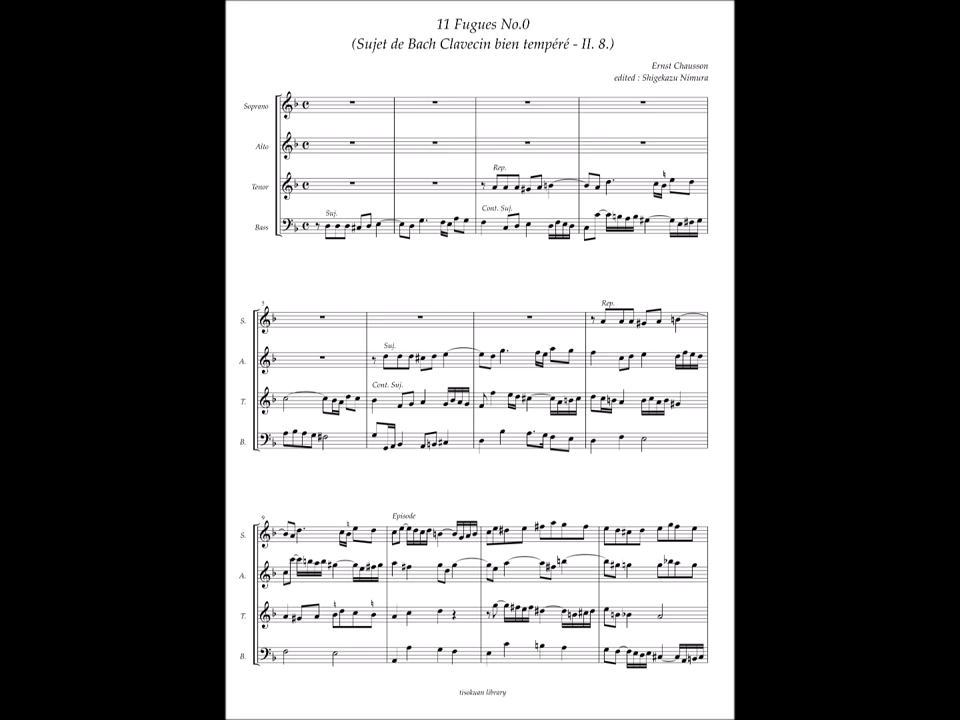 11 Fugues No.0
(Sujet de Bach Clavecin bien tempéré - II. 8.)
Ernst Chausson
edited : Shigekazu Nimura
Soprano
Alto
Rep.
Tenor
Suj.
Cont. Suj.
Bass
5
Rep.
S.
Suj.
A.
Cont. Suj.
T.
B.
9
Episode
S.
A.
T.
B.
tisokuan library